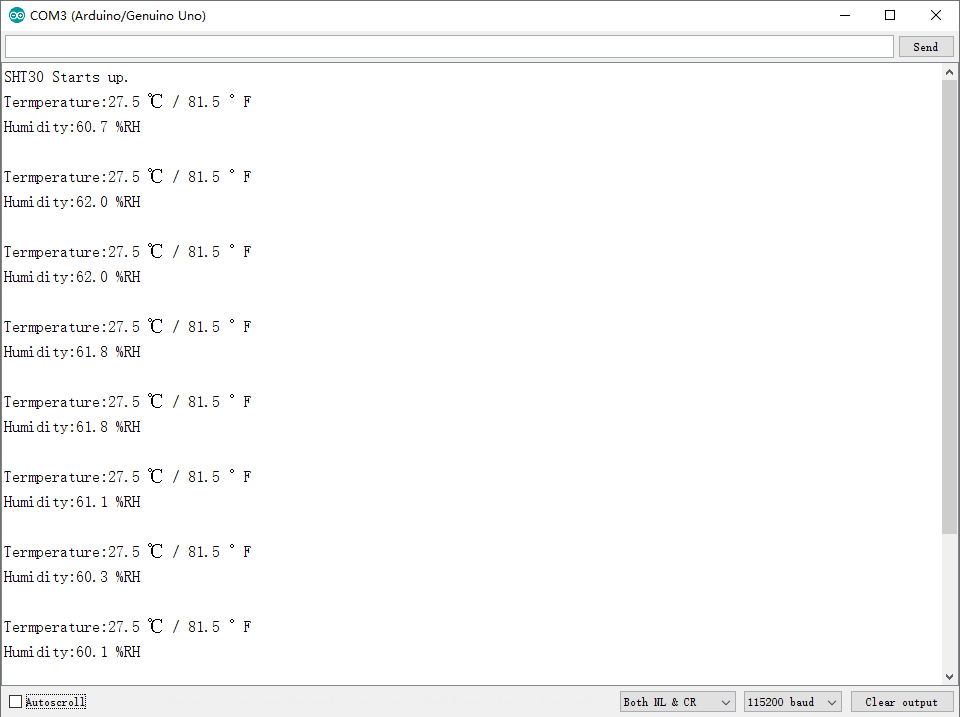 COM3 (Arduino/Genuino Uno)
Send
SHT30 Starts up.
Termperature:27.5 ℃ / 81.5 ° F
Humidity:60.7 %RH
Termperature:27.5 ℃ / 81.5 ° F
Humidity:62.0 %RH
Termperature:27.5 ℃ / 81.5 ° F
Humidity:62.0 %RH
Termperature:27.5 ℃ / 81.5 ° F
Humidity:61.8 %RH
Termperature:27.5 ℃ / 81.5 ° F
Humidity:61.8 %RH
Termperature:27.5 ℃ / 81.5 ° F
Humidity:61.1 %RH
Termperature:27.5 ℃ / 81.5 ° F
Humidity:60.3 %RH
Termperature:27.5 ℃ / 81.5 ° F
Humidity:60.1 %RH
Autoscroll Both NL & CR 115200 baud Clear output